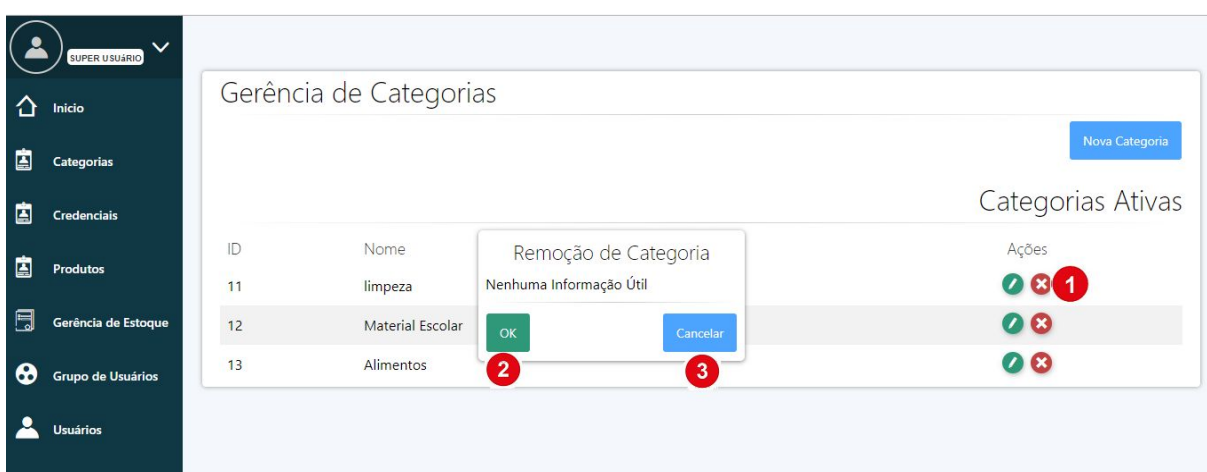 SUPER USUáRIO
Inicio
Categorias
Credenciais
Produtos
Gerência de Estoque
Grupo de Usuários
Usuários
Gerência de Categorias
Nova Categoria
Categorias Ativas
ID Nome Ações
11 limpeza 1
12 Material Escolar
13 Alimentos
Remoção de Categoria
Nenhuma Informação Útil
OK Cancelar
2 3